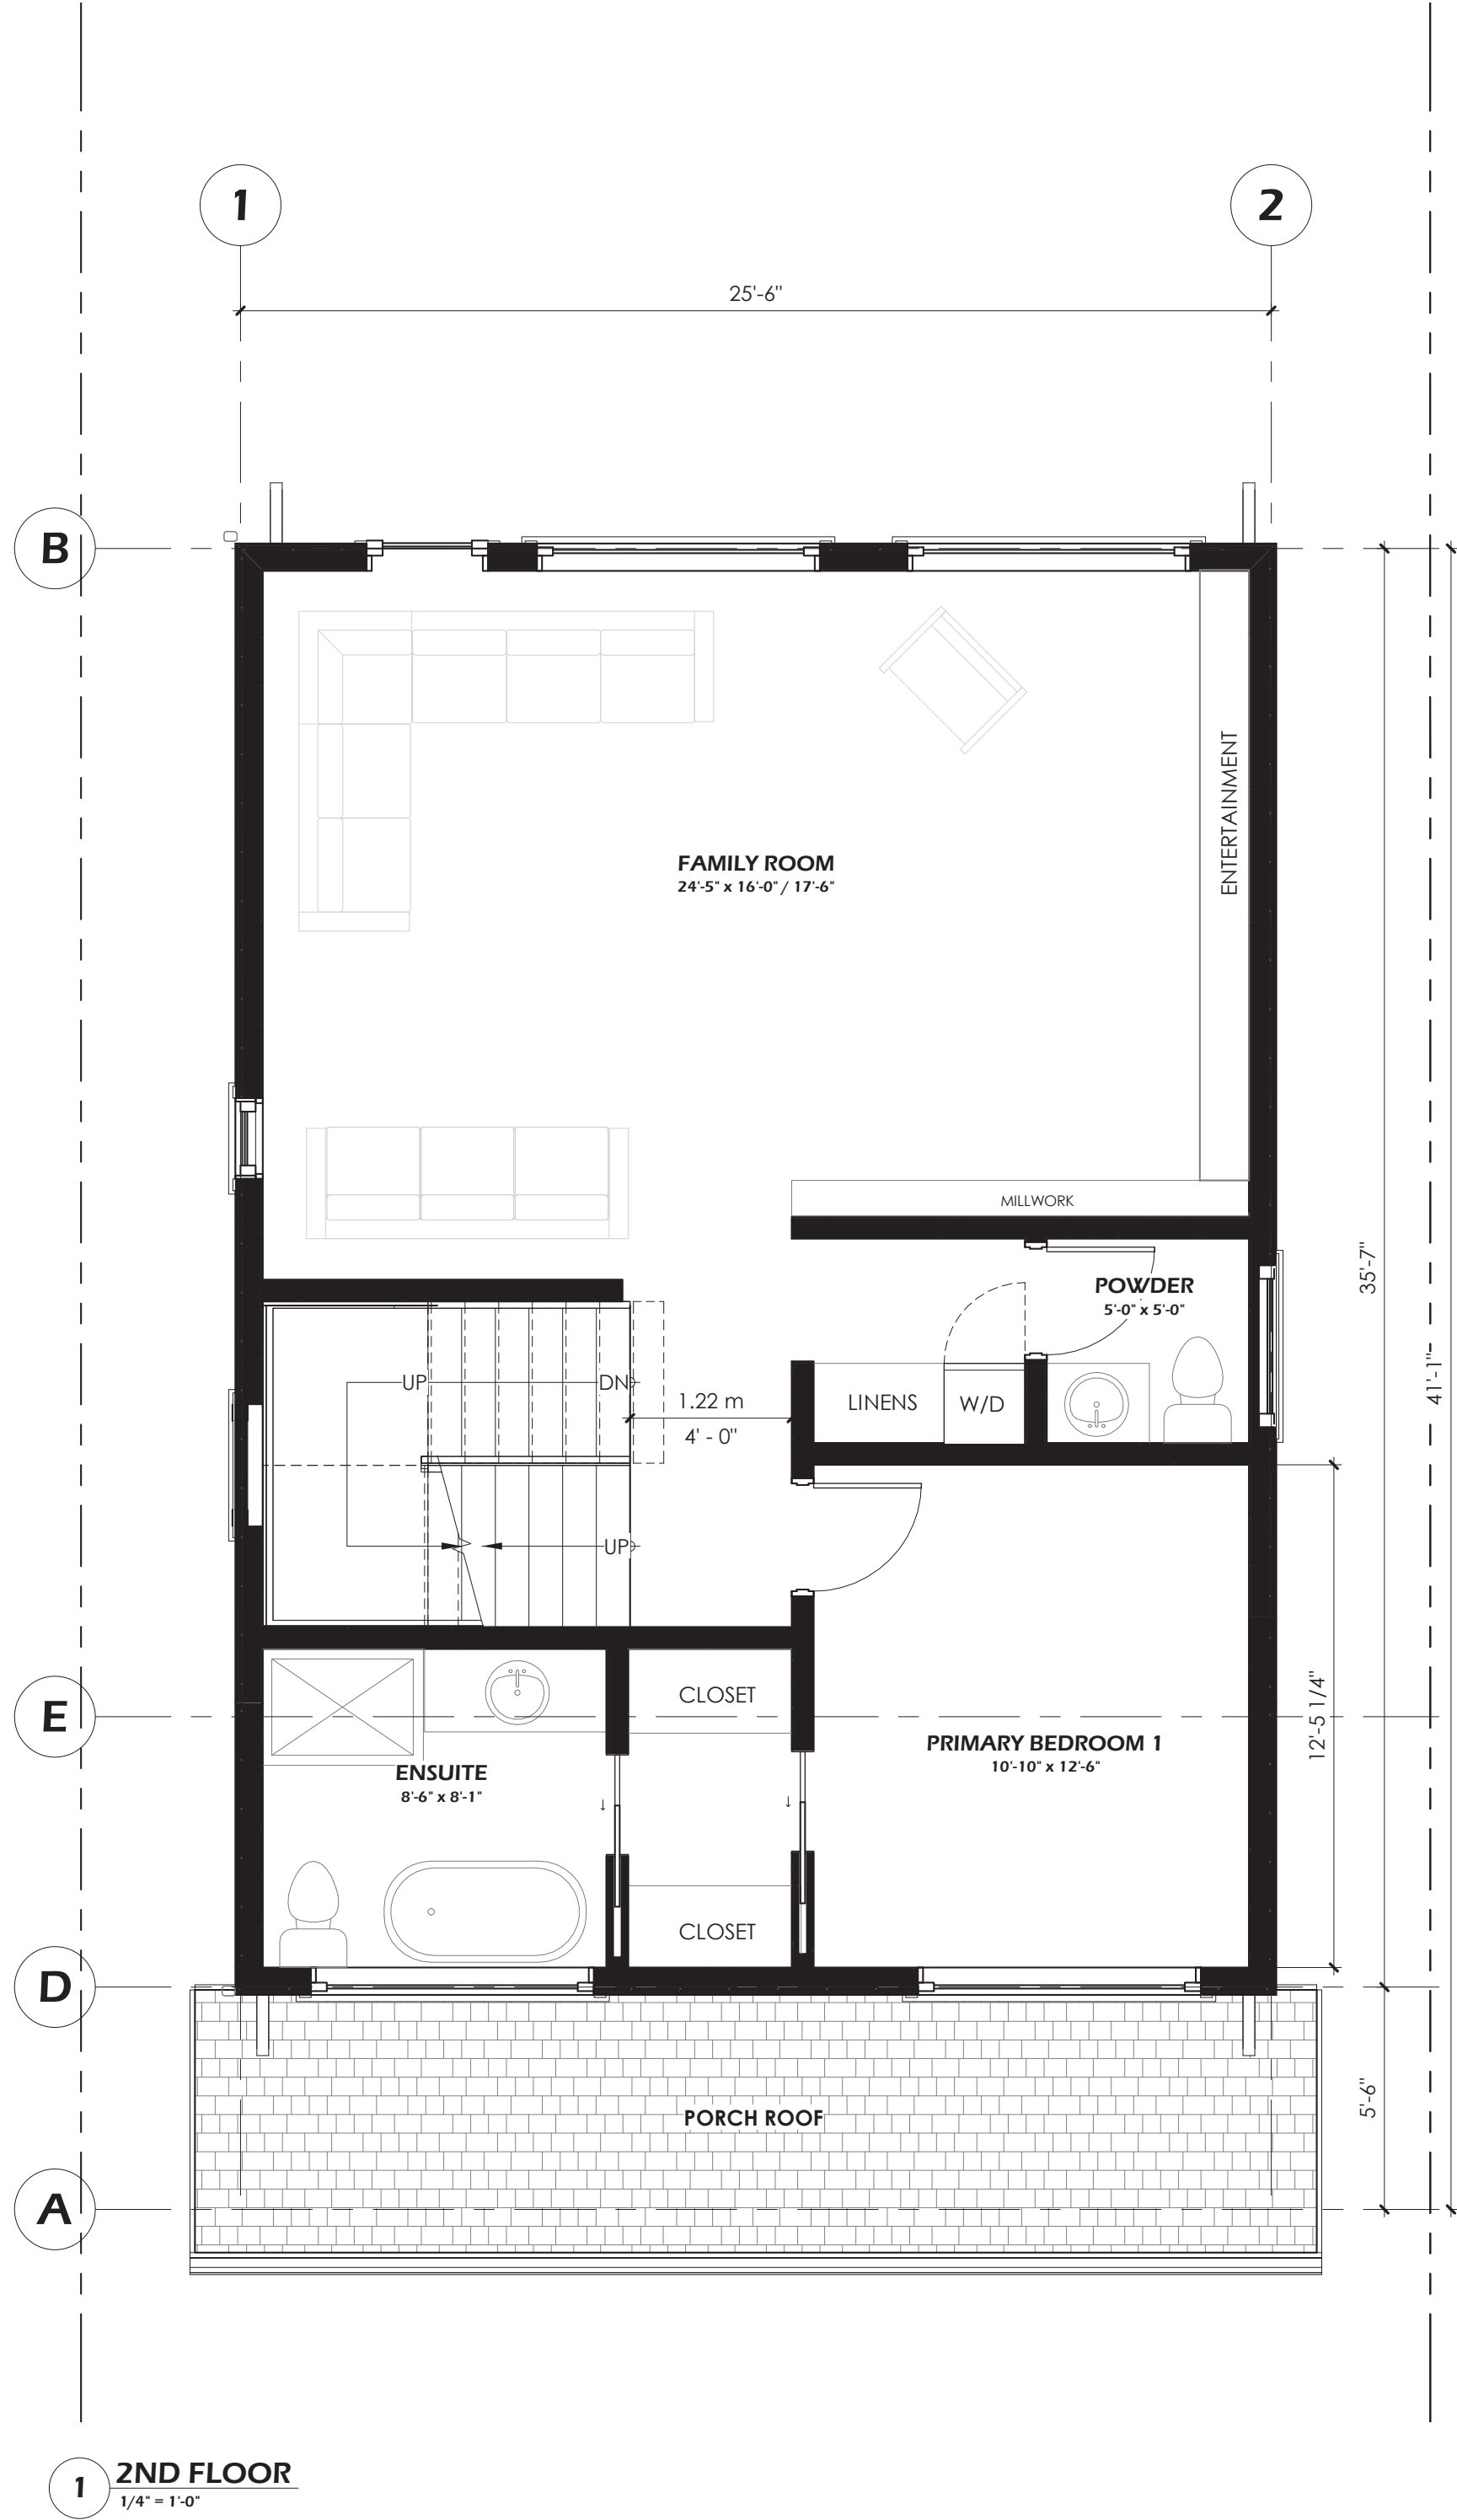 1
2
25'-6"
B
FAMILY ROOM
24'-5" x 16'-0" / 17'-6"
ENTERTAINMENT
MILLWORK
POWDER
5'-0" x 5'-0"
35'-7"
41'-1"
UP
DN
1.22 m
4' - 0"
LINENS
W/D
UP
E
CLOSET
12'-5 1/4"
PRIMARY BEDROOM 1
10'-10" x 12'-6"
ENSUITE
8'-6" x 8'-1"
CLOSET
D
PORCH ROOF
5'-6"
A
1
2ND FLOOR
1/4" = 1'-0"